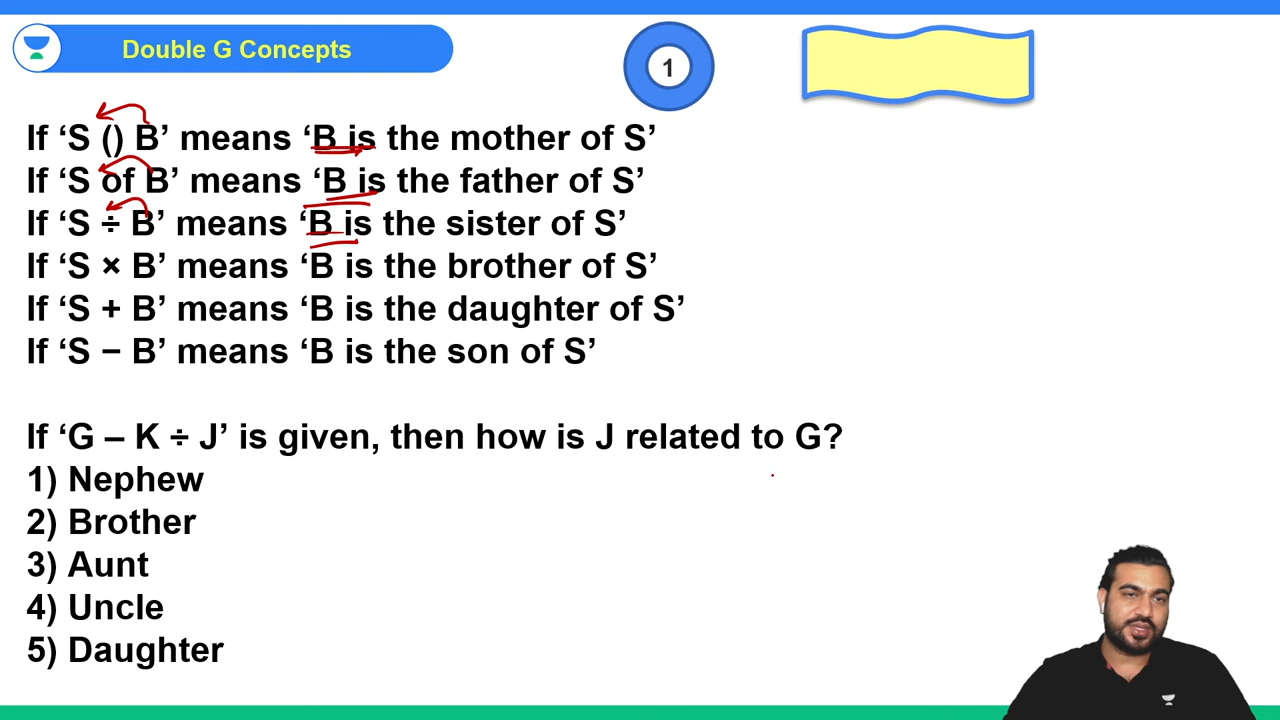 Double G Concepts
1
If ‘S () B’ means ‘B is the mother of S’
If ‘S of B’ means ‘B is the father of S’
If ‘S ÷ B’ means ‘B is the sister of S’
If ‘S × B’ means ‘B is the brother of S’
If ‘S + B’ means ‘B is the daughter of S’
If ‘S − B’ means ‘B is the son of S’
If ‘G – K ÷ J’ is given, then how is J related to G?
1) Nephew
2) Brother
3) Aunt
4) Uncle
5) Daughter